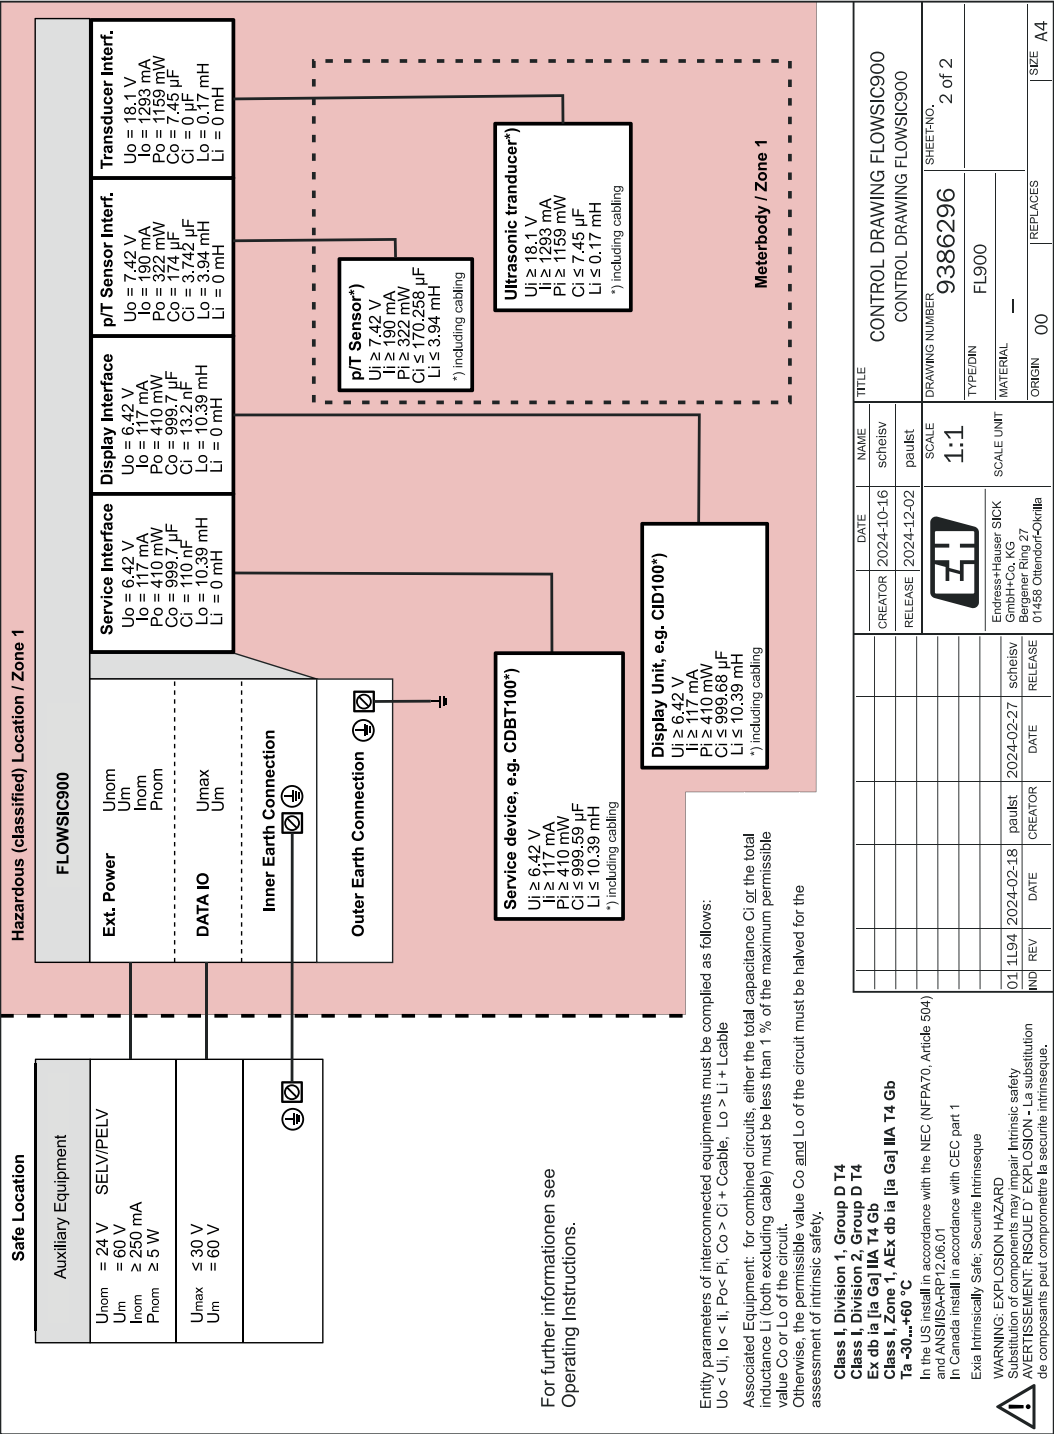 Safe Location
Hazardous (classified) Location / Zone 1
Auxiliary Equipment
Unom = 24 V SELV/PELV
Um = 60 V
Inom ≥ 250 mA
Pnom ≥ 5 W
Umax ≤ 30 V
Um = 60 V
FLOWSIC900
Ext. Power
Unom
Um
Inom
Pnom
DATA IO
Umax
Um
Inner Earth Connection
Outer Earth Connection
Service Interface
Uo = 6.42 V
Io = 117 mA
Po = 410 mW
Co = 999.7 µF
Ci = 110 nF
Lo = 10.39 mH
Li = 0 mH
Display Interface
Uo = 6.42 V
Io = 117 mA
Po = 410 mW
Co = 999.7 µF
Ci = 13.2 nF
Lo = 10.39 mH
Li = 0 mH
p/T Sensor Interf.
Uo = 7.42 V
Io = 190 mA
Po = 322 mW
Co = 174 µF
Ci = 3.742 µF
Lo = 3.94 mH
Li = 0 mH
Transducer Interf.
Uo = 18.1 V
Io = 1293 mA
Po = 1159 mW
Co = 7.45 µF
Ci = 0 µF
Lo = 0.17 mH
Li = 0 mH
Service device, e.g. CDBT100*)
Ui ≥ 6.42 V
Ii ≥ 117 mA
Pi ≥ 410 mW
Ci ≤ 999.59 µF
Li ≤ 10.39 mH
*) including cabling
Display Unit, e.g. CID100*)
Ui ≥ 6.42 V
Ii ≥ 117 mA
Pi ≥ 410 mW
Ci ≤ 999.68 µF
Li ≤ 10.39 mH
*) including cabling
p/T Sensor*)
Ui ≥ 7.42 V
Ii ≥ 190 mA
Pi ≥ 322 mW
Ci ≤ 170.258 µF
Li ≤ 3.94 mH
*) including cabling
Ultrasonic tranducer*)
Ui ≥ 18.1 V
Ii ≥ 1293 mA
Pi ≥ 1159 mW
Ci ≤ 7.45 µF
Li ≤ 0.17 mH
*) including cabling
Meterbody / Zone 1
For further informationen see
Operating Instructions.
Entity parameters of interconnected equipments must be complied as follows:
Uo < Ui, Io < Ii, Po< Pi, Co > Ci + Ccable, Lo > Li + Lcable
Associated Equipment: for combined circuits, either the total capacitance Ci or the total
inductance Li (both excluding cable) must be less than 1 % of the maximum permissible
value Co or Lo of the circuit.
Otherwise, the permissible value Co and Lo of the circuit must be halved for the
assessment of intrinsic safety.
Class I, Division 1, Group D T4
Class I, Division 2, Group D T4
Ex db ia [ia Ga] IIA T4 Gb
Class I, Zone 1, AEx db ia [ia Ga] IIA T4 Gb
Ta -30...+60 °C
In the US install in accordance with the NEC (NFPA70, Article 504)
and ANSI/ISA-RP12.06.01
In Canada install in accordance with CEC part 1
Exia Intrinsically Safe; Securite Intrinseque
WARNING: EXPLOSION HAZARD
Substitution of components may impair Intrinsic safety
AVERTISSEMENT: RISQUE D` EXPLOSION - La substitution
de componenes peut compromettre la securite intrinseque.
01 1L94 2024-02-18 paulst 2024-02-27 scheisv
IND REV DATE CREATOR DATE RELEASE
DATE NAME
CREATOR 2024-10-16 scheisv
RELEASE 2024-12-02 paulst
EH
Endress+Hauser SICK
GmbH+Co. KG
Bergener Ring 27
01458 Ottendorf-Okrilla
SCALE
1:1
SCALE UNIT
TITLE
CONTROL DRAWING FLOWSIC900
CONTROL DRAWING FLOWSIC900
DRAWING NUMBER
9386296
SHEET-NO.
2 of 2
TYPE/DIN
FL900
MATERIAL
—
ORIGIN 00
REPLACES
SIZE A4